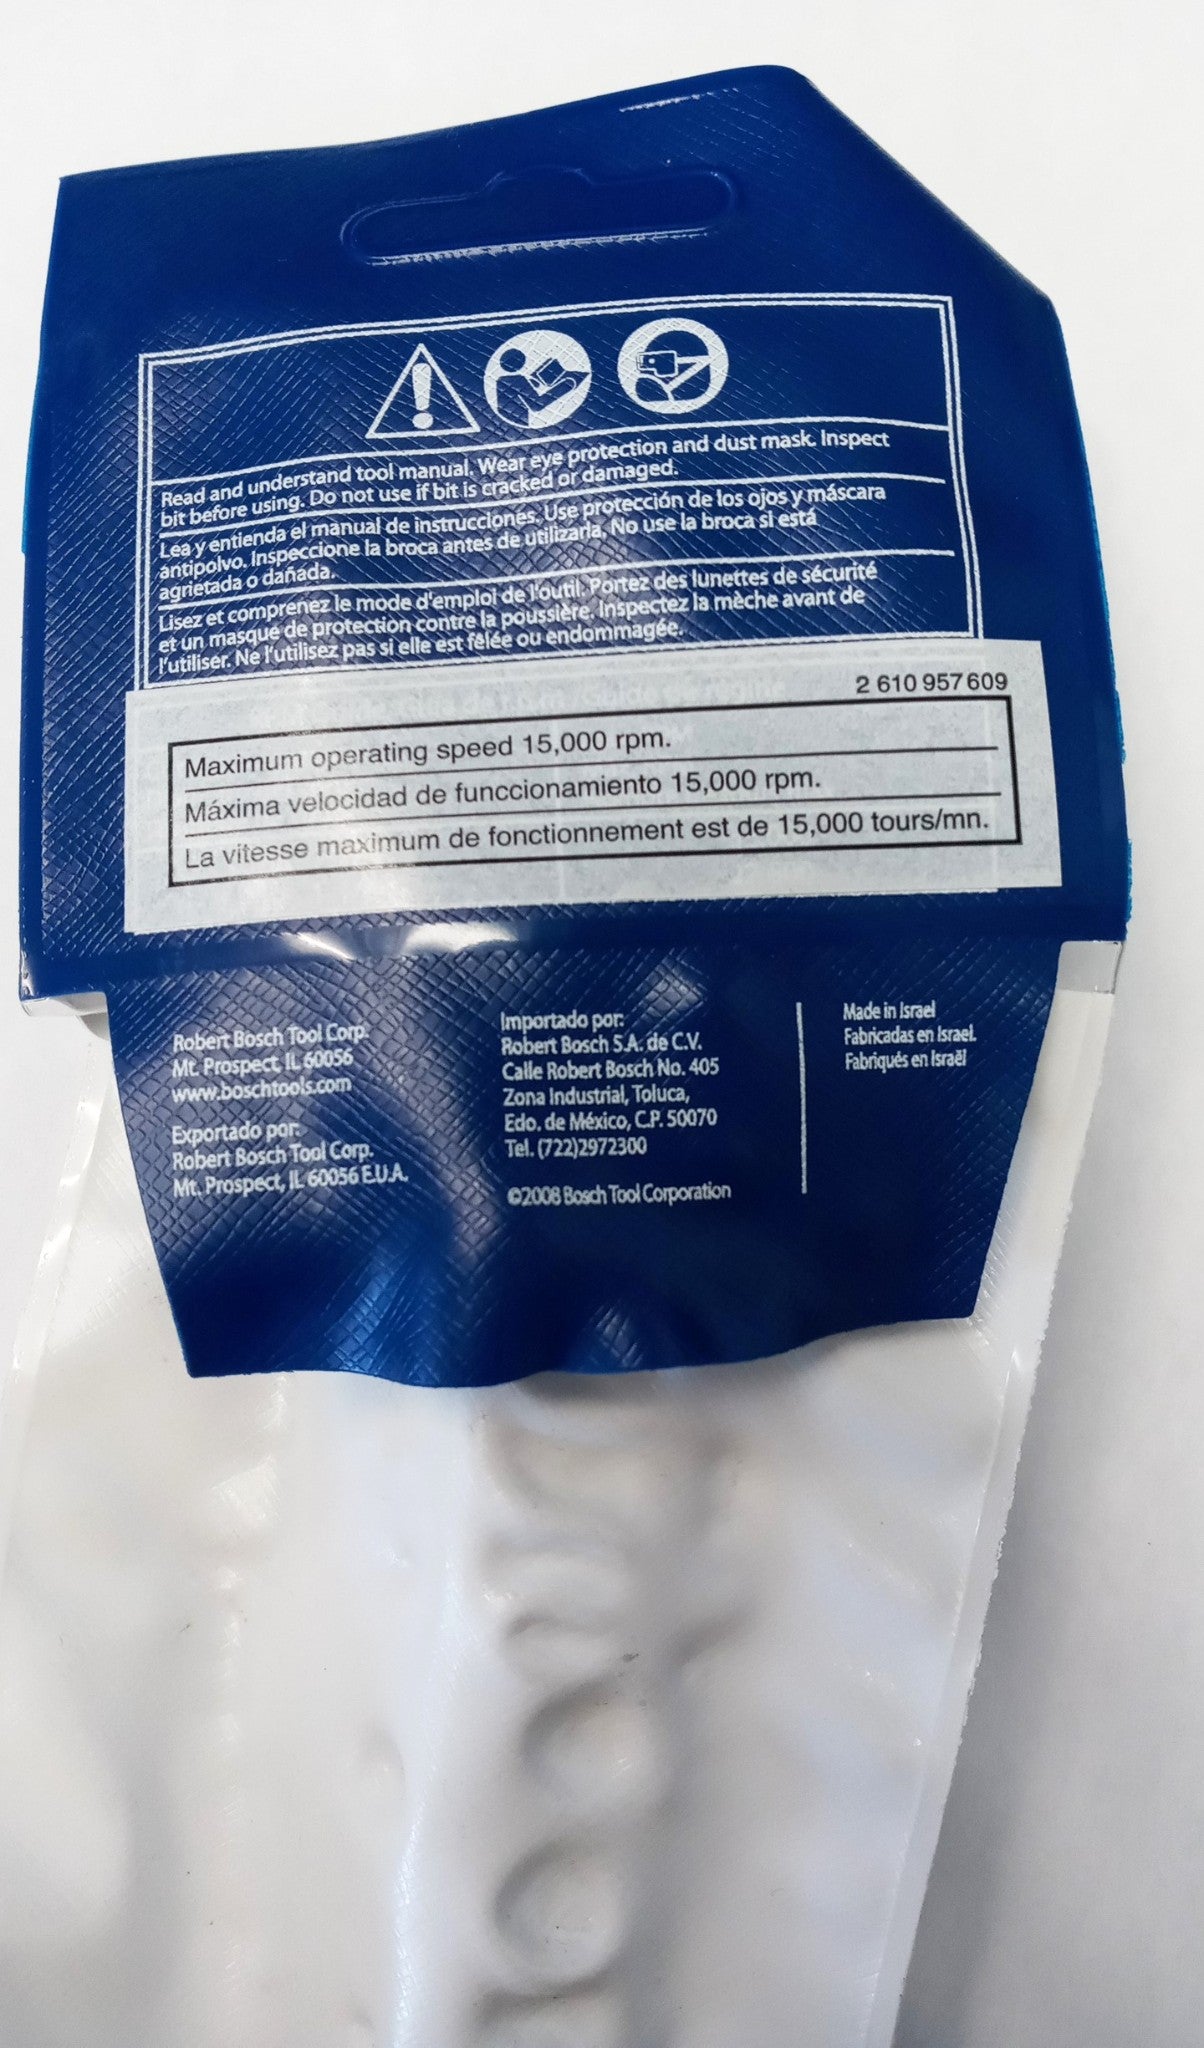 Read and understand tool manual. Wear eye protection and dust mask. Inspect
bit before using. Do not use if bit is cracked or damaged.
Lea y entienda el manual de instrucciones. Use protección de los ojos y máscara
antipolvo. Inspeccione la broca antes de utilizarla. No use la broca si está
agrietada o dañada.
Lisez et comprenez le mode d'emploi de l'outil. Portez des lunettes de sécurité
et un masque de protection contre la poussière. Inspectez la mèche avant de
l'utiliser. Ne l'utilisez pas si elle est fêlée ou endommagée.
2 610 957 609
Maximum operating speed 15,000 rpm.
Máxima velocidad de funccionamiento 15,000 rpm.
La vitesse maximum de fonctionnement est de 15,000 tours/mn.
Robert Bosch Tool Corp.
Mt. Prospect, IL 60056
www.boschtools.com
Exportado por:
Robert Bosch Tool Corp.
Mt. Prospect, IL 60056 E.U.A.
Importado por:
Robert Bosch S.A. de C.V.
Calle Robert Bosch No. 405
Zona Industrial, Toluca,
Edo. de México, C.P. 50070
Tel. (722)2972300
©2008 Bosch Tool Corporation
Made in Israel
Fabricadas en Israel.
Fabriqués en Israël